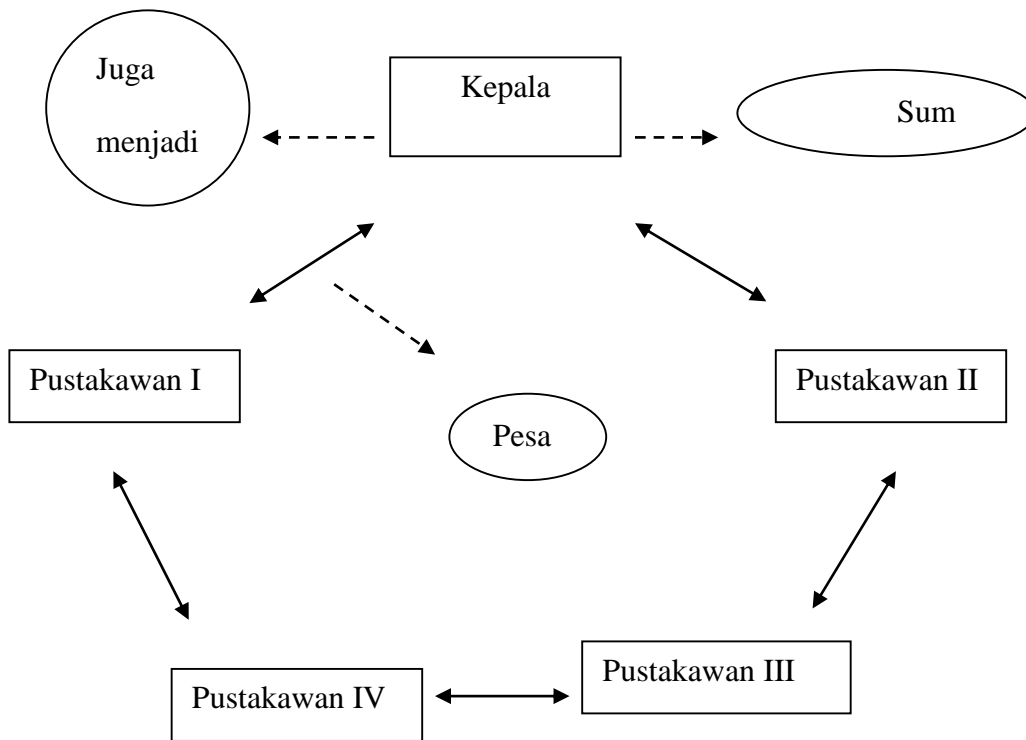 Juga
menjadi
Kepala
Sum
Pustakawan I
Pustakawan II
Pesa
Pustakawan III
Pustakawan IV